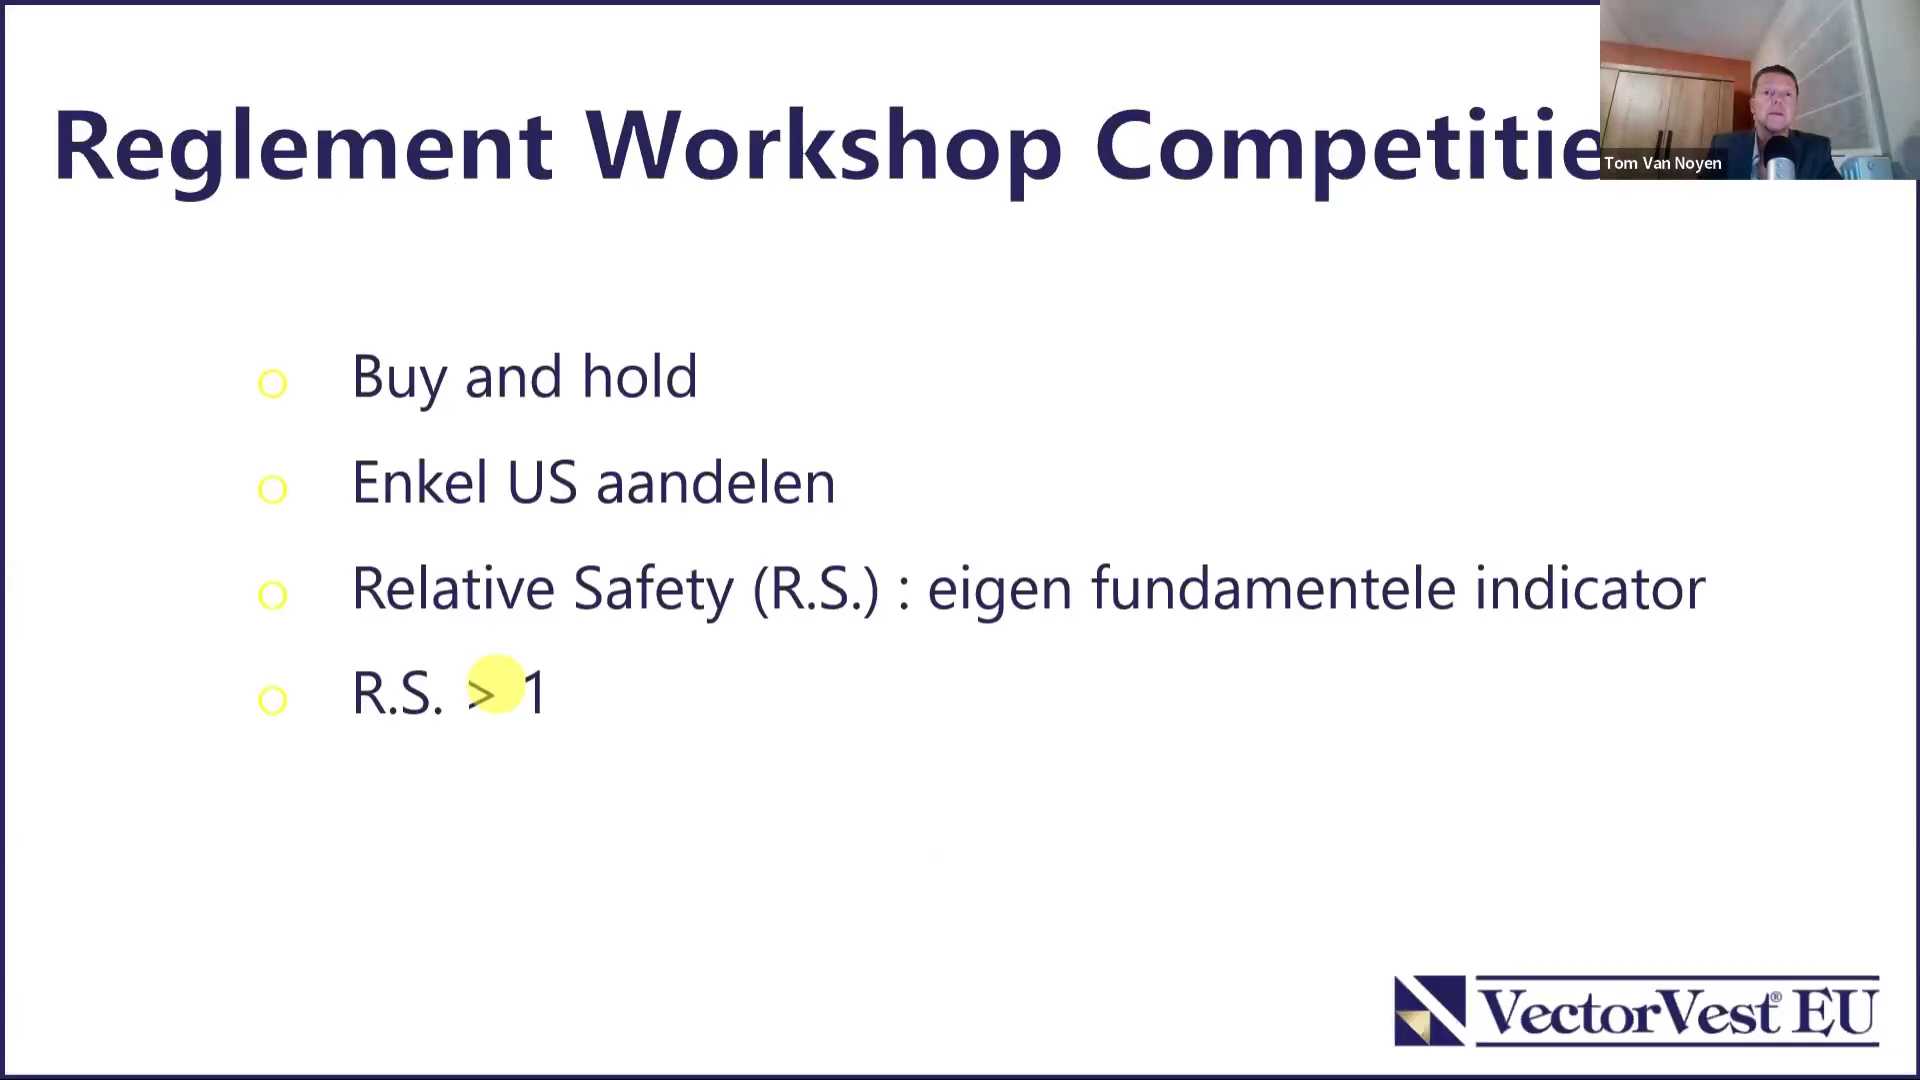 Reglement Workshop Competitie
Tom Van Noyen
Buy and hold
Enkel US aandelen
Relative Safety (R.S.) : eigen fundamentele indicator
R.S. > 1
VectorVest® EU